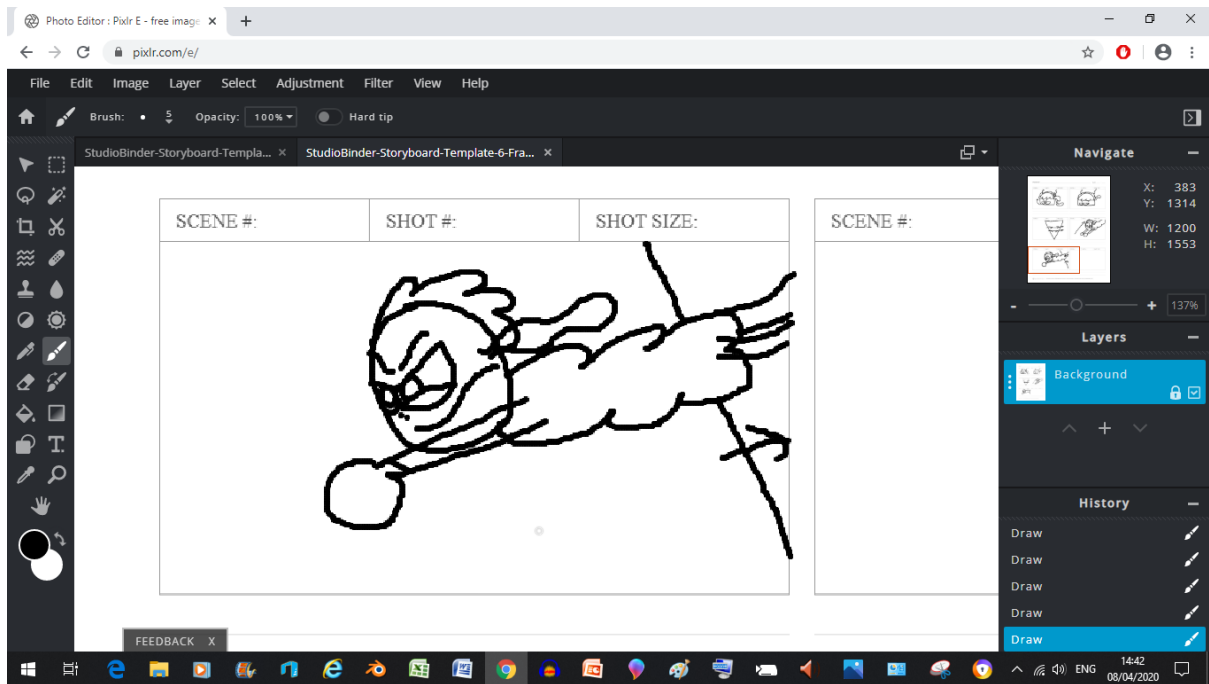 Photo Editor : Pixlr E - free image
pixlr.com/e/
File Edit Image Layer Select Adjustment Filter View Help
Brush: 5 Opacity: 100% Hard tip
StudioBinder-Storyboard-Templa... × StudioBinder-Storyboard-Template-6-Fra... ×
Navigate
X: 383
Y: 1314
W: 1200
H: 1553
137%
SCENE #: SHOT #: SHOT SIZE: SCENE #:
Layers
Background
History
Draw
Draw
Draw
Draw
Draw
FEEDBACK X
ENG
14:42
08/04/2020